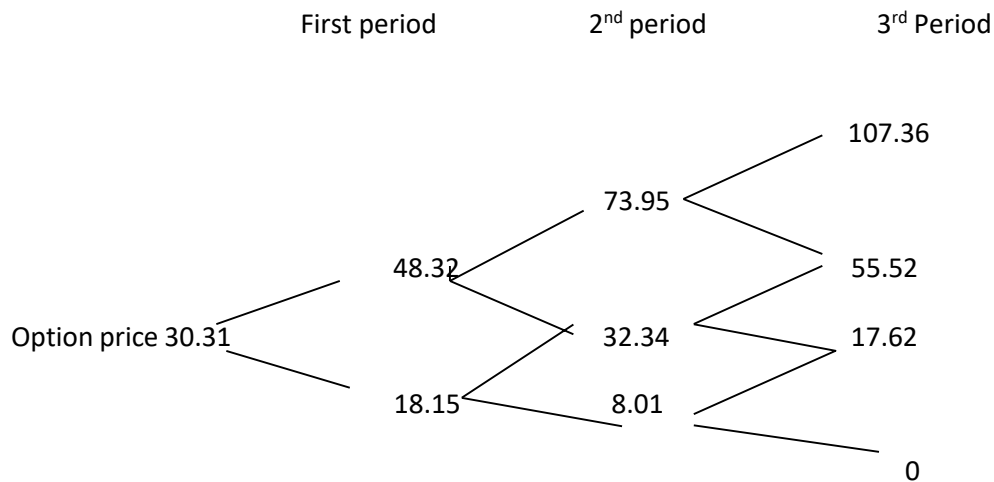 First period 2nd period 3rd Period
107.36
73.95
48.32 55.52
Option price 30.31 32.34 17.62
18.15 8.01
0